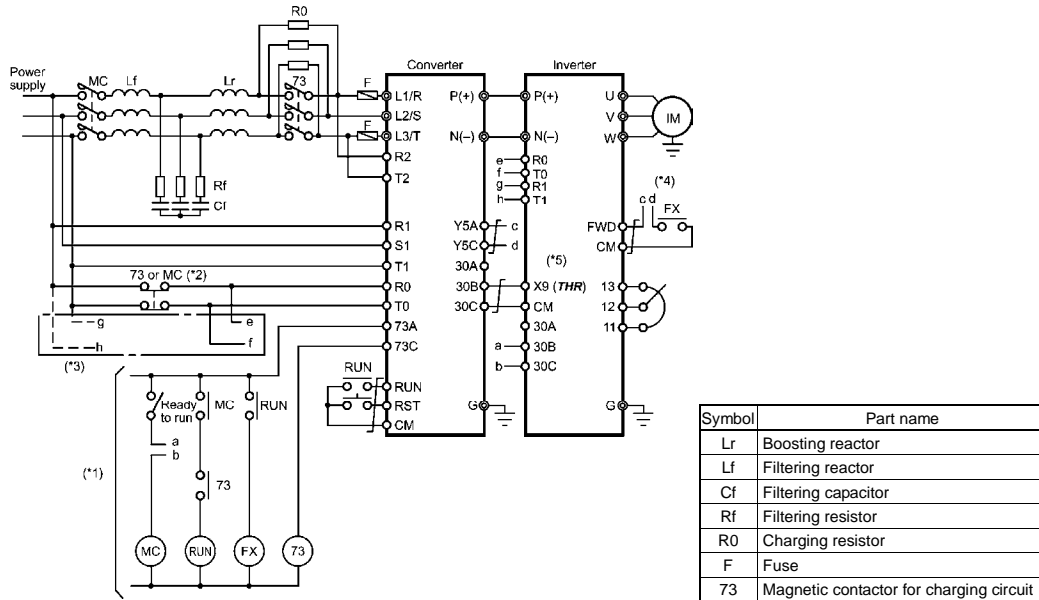 R0
Power supply
MC
Lf
Lr
73
F
F
Rf
Cf
Converter
L1/R
L2/S
L3/T
R2
T2
R1
S1
T1
R0
T0
73A
73C
RUN
RST
CM
P(+)
N(–)
Y5A
Y5C
30A
30B
30C
G
c
d
Inverter
P(+)
N(–)
e
R0
f
T0
g
R1
h
T1
(*5)
X9 (THR)
CM
30A
a
30B
b
30C
U
V
W
IM
(*4)
c d
FX
FWD
CM
13
12
11
G
73 or MC (*2)
g
h
e
f
(*3)
RUN
(*1)
Ready to run
a
b
MC
73
RUN
MC
RUN
FX
73
Symbol Part name
Lr Boosting reactor
Lf Filtering reactor
Cf Filtering capacitor
Rf Filtering resistor
R0 Charging resistor
F Fuse
73 Magnetic contactor for charging circuit